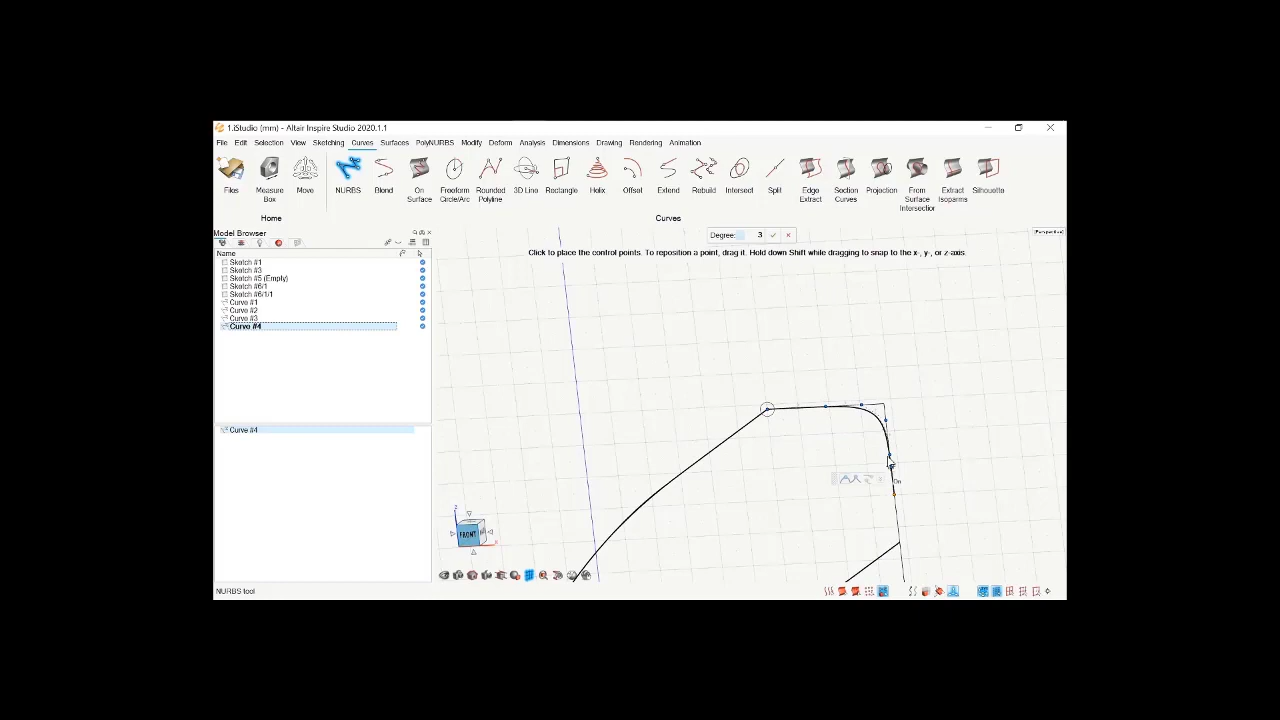 1.iStudio (mm) - Altair Inspire Studio 2020.1.1
File Edit Selection View Sketching Curves Surfaces PolyNURBS Modify Deform Analysis Dimensions Drawing Rendering Animation
Files Measure Box Move NURBS Blend On Surface Freeform Circle/Arc Rounded Polyline 3D Line Rectangle Helix Offset Extend Rebuild Intersect Split Edge Extract Section Curves Projection From Surface Intersection Extract Isoparms Silhouette
Home Curves
Model Browser
Degree: 3
[Perspective]
Name
Click to place the control points. To reposition a point, drag it. Hold down Shift while dragging to snap to the x-, y-, or z-axis.
Sketch #1
Sketch #3
Sketch #5 (Empty)
Sketch #6/1
Sketch #6/1/1
Curve #1
Curve #2
Curve #3
Curve #4
Curve #4
On
Z
FRONT
X
NURBS tool